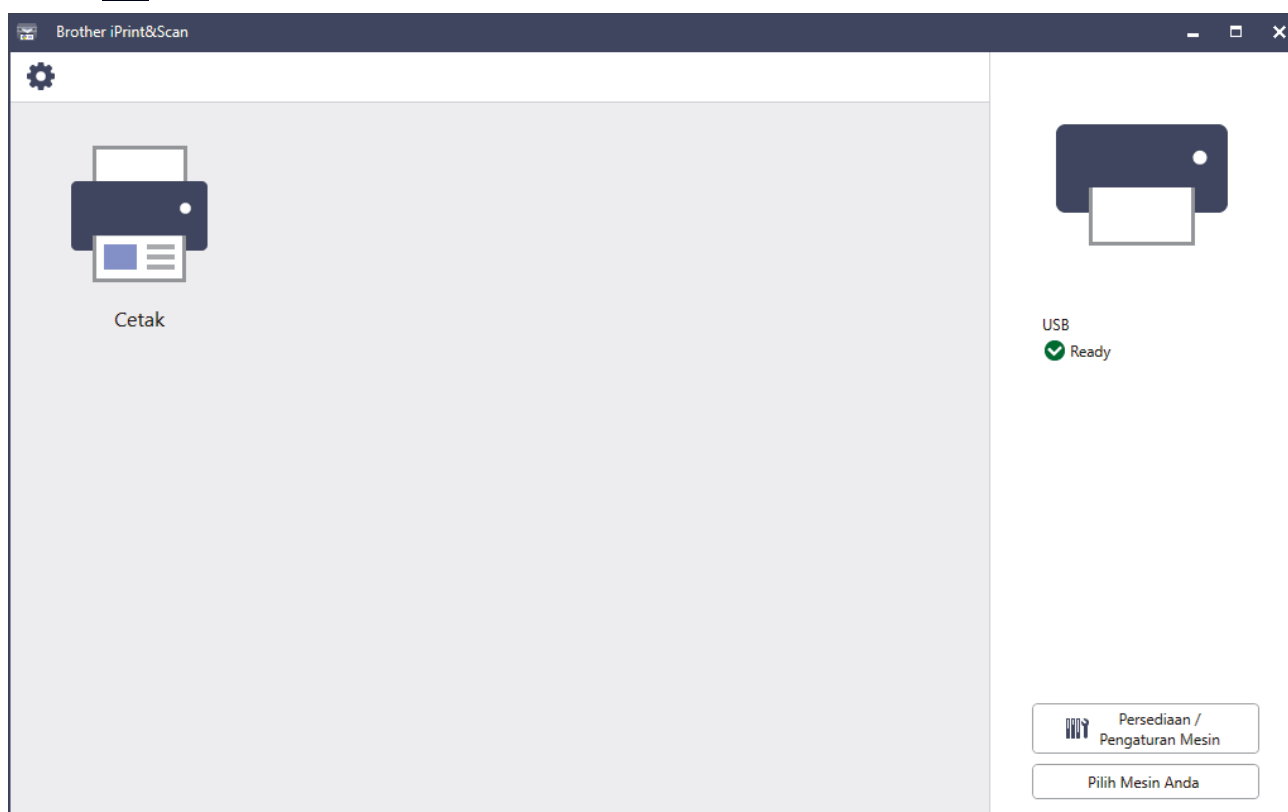 Brother iPrint&Scan
Cetak
USB
Ready
Persediaan /
Pengaturan Mesin
Pilih Mesin Anda